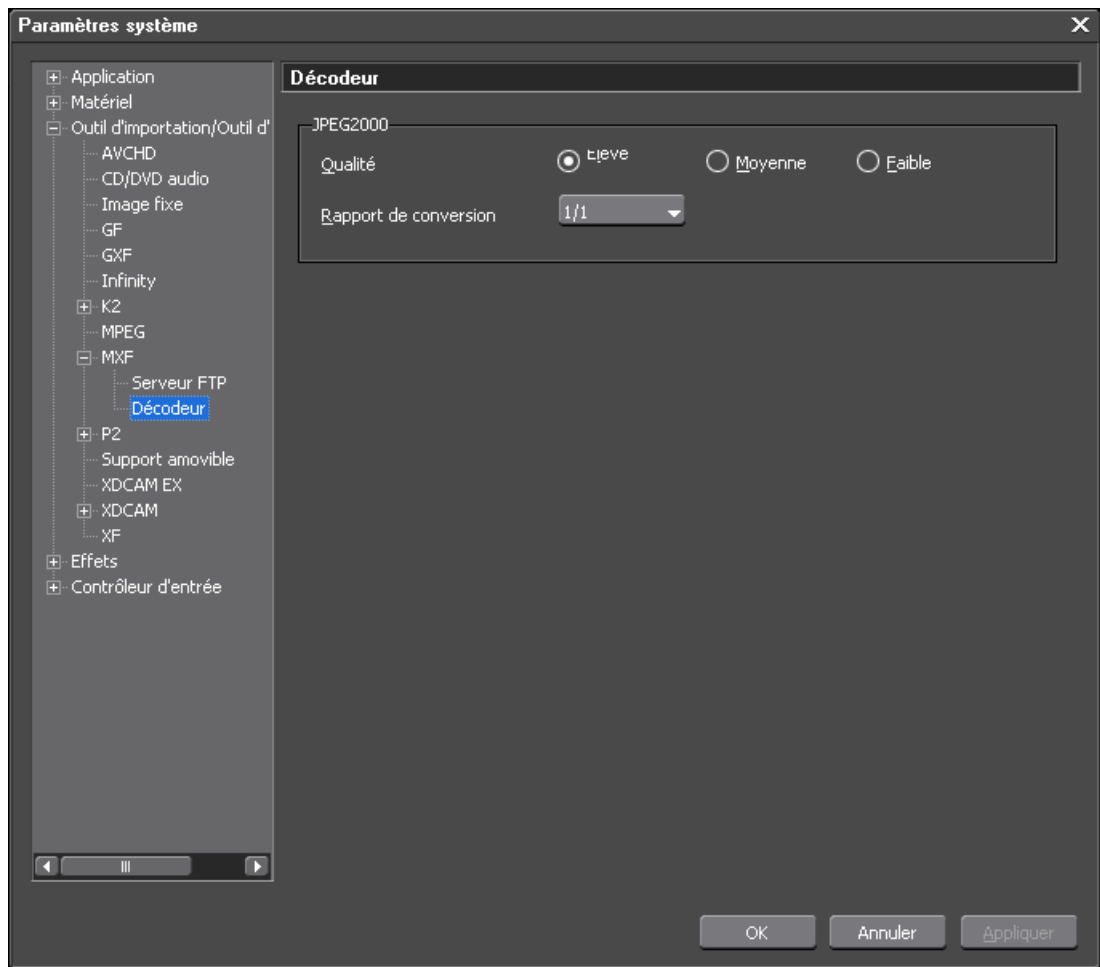 Paramètres système
Application
Matériel
Outil d'importation/Outil d'
AVCHD
CD/DVD audio
Image fixe
GF
GXF
Infinity
K2
MPEG
MXF
Serveur FTP
Décodeur
P2
Support amovible
XDCAM EX
XDCAM
XF
Effets
Contrôleur d'entrée
Décodeur
JPEG2000
Qualité Élevé Moyenne Faible
Rapport de conversion 1/1
OK Annuler Appliquer